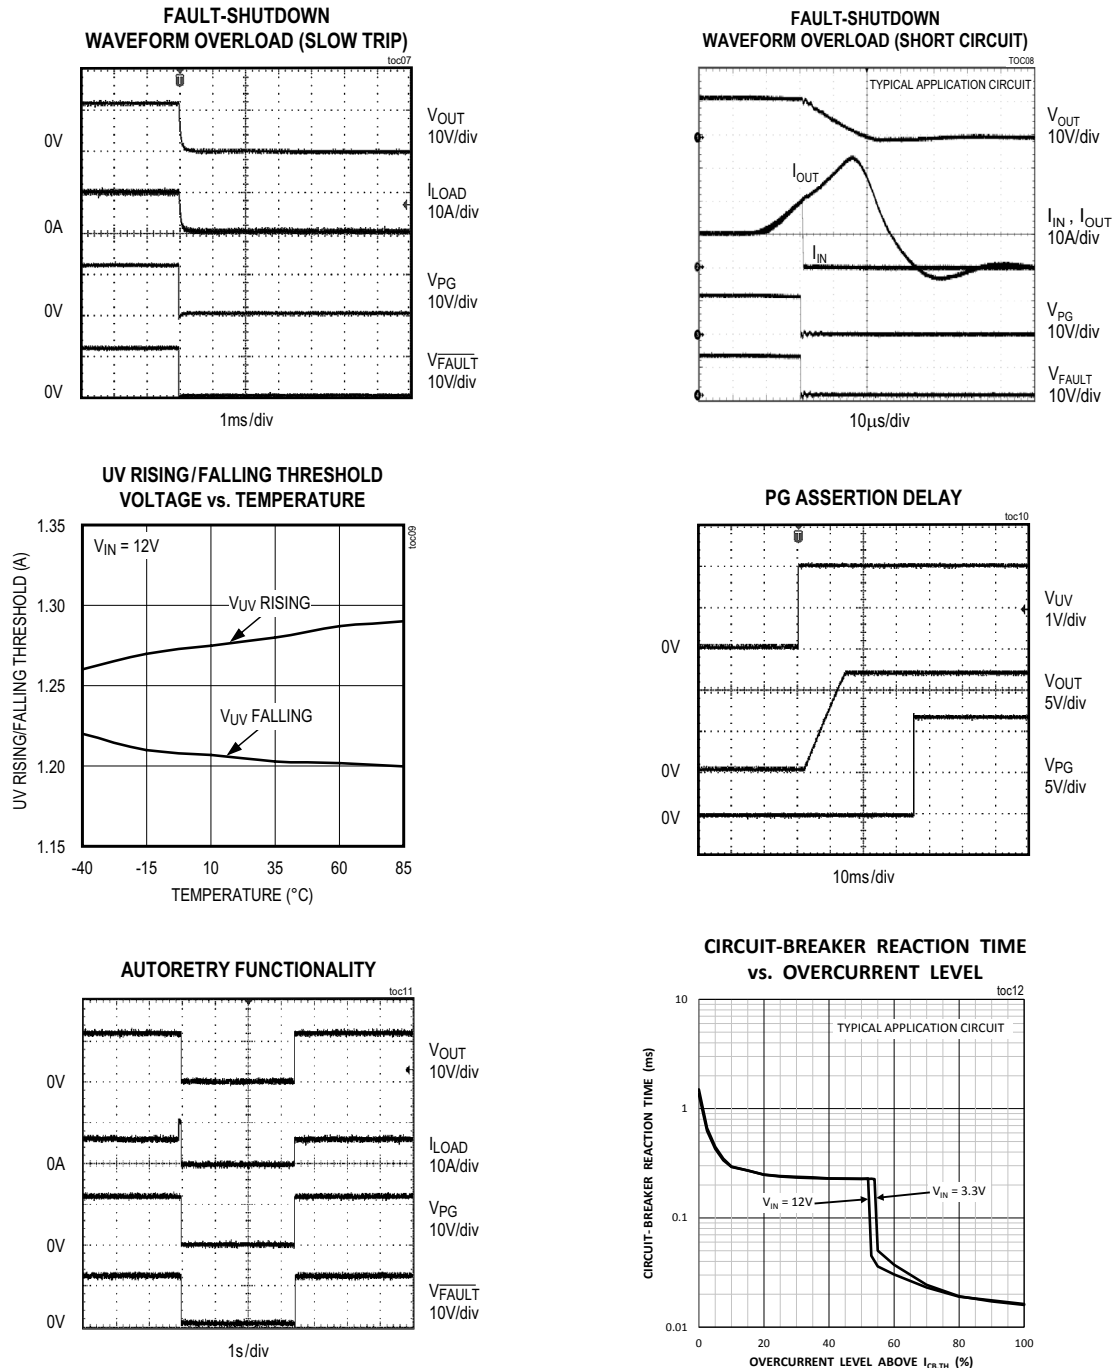 FAULT-SHUTDOWN
WAVEFORM OVERLOAD (SLOW TRIP)
toc07
0V
VOUT
10V/div
0A
ILOAD
10A/div
0V
VPG
10V/div
0V
VFAULT
10V/div
1ms/div
FAULT-SHUTDOWN
WAVEFORM OVERLOAD (SHORT CIRCUIT)
TOC08
TYPICAL APPLICATION CIRCUIT
VOUT
10V/div
IOUT
IIN , IOUT
10A/div
IIN
VPG
10V/div
VFAULT
10V/div
10μs/div
UV RISING/FALLING THRESHOLD
VOLTAGE vs. TEMPERATURE
toc09
UV RISING/FALLING THRESHOLD (A)
1.35
1.30
1.25
1.20
1.15
VIN = 12V
VUV RISING
VUV FALLING
-40 -15 10 35 60 85
TEMPERATURE (°C)
PG ASSERTION DELAY
toc10
0V
VUV
1V/div
0V
VOUT
5V/div
0V
VPG
5V/div
10ms/div
AUTORETRY FUNCTIONALITY
toc11
0V
VOUT
10V/div
0A
ILOAD
10A/div
0V
VPG
10V/div
0V
VFAULT
10V/div
1s/div
CIRCUIT-BREAKER REACTION TIME
vs. OVERCURRENT LEVEL
toc12
CIRCUIT-BREAKER REACTION TIME (ms)
10
1
0.1
0.01
TYPICAL APPLICATION CIRCUIT
VIN = 12V
VIN = 3.3V
0 20 40 60 80 100
OVERCURRENT LEVEL ABOVE ICB,TH (%)